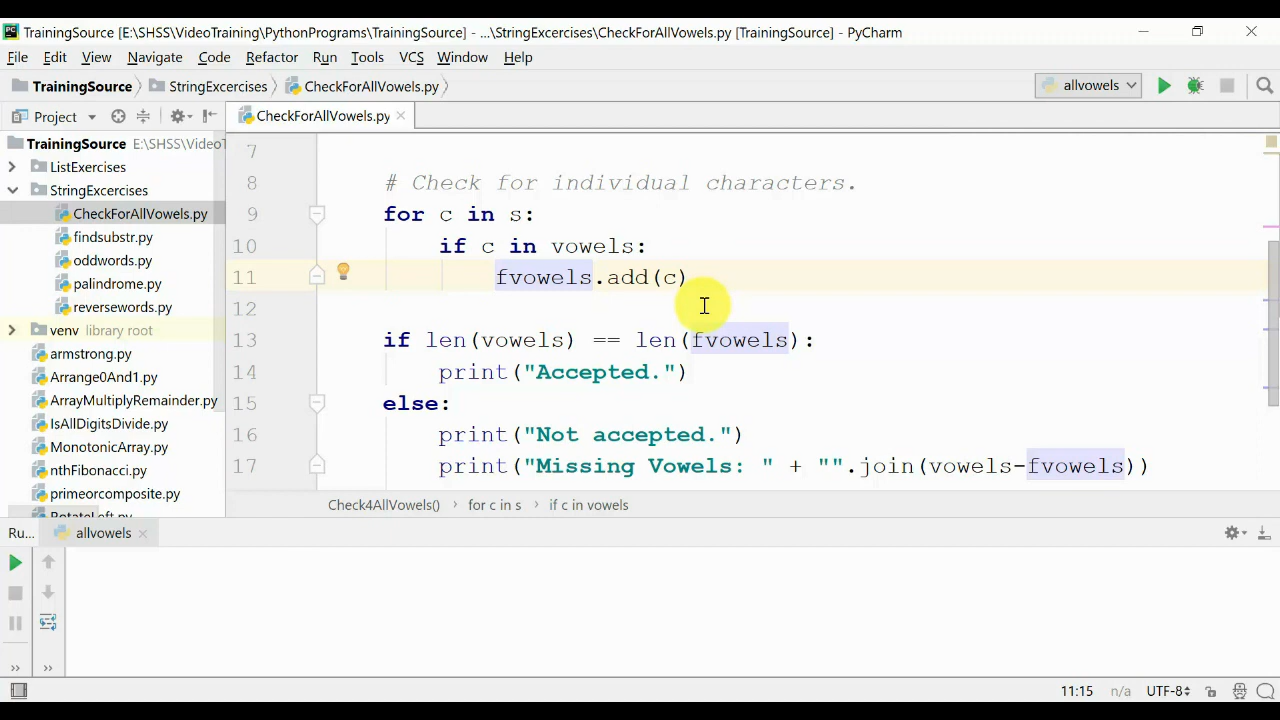 TrainingSource [E:\SHSS\VideoTraining\PythonPrograms\TrainingSource] - ...\StringExcercises\CheckForAllVowels.py [TrainingSource] - PyCharm
File Edit View Navigate Code Refactor Run Tools VCS Window Help
TrainingSource StringExcercises CheckForAllVowels.py allvowels
Project CheckForAllVowels.py
TrainingSource E:\SHSS\VideoT
ListExercises
StringExcercises
CheckForAllVowels.py
findsubstr.py
oddwords.py
palindrome.py
reversewords.py
venv library root
armstrong.py
Arrange0And1.py
ArrayMultiplyRemainder.py
IsAllDigitsDivide.py
MonotonicArray.py
nthFibonacci.py
primeorcomposite.py
RotateLeft.py
7
8 # Check for individual characters.
9 for c in s:
10 if c in vowels:
11 fvowels.add(c)
12
13 if len(vowels) == len(fvowels):
14 print("Accepted.")
15 else:
16 print("Not accepted.")
17 print("Missing Vowels: " + "".join(vowels-fvowels))
Check4AllVowels() › for c in s › if c in vowels
Ru... allvowels
11:15 n/a UTF-8